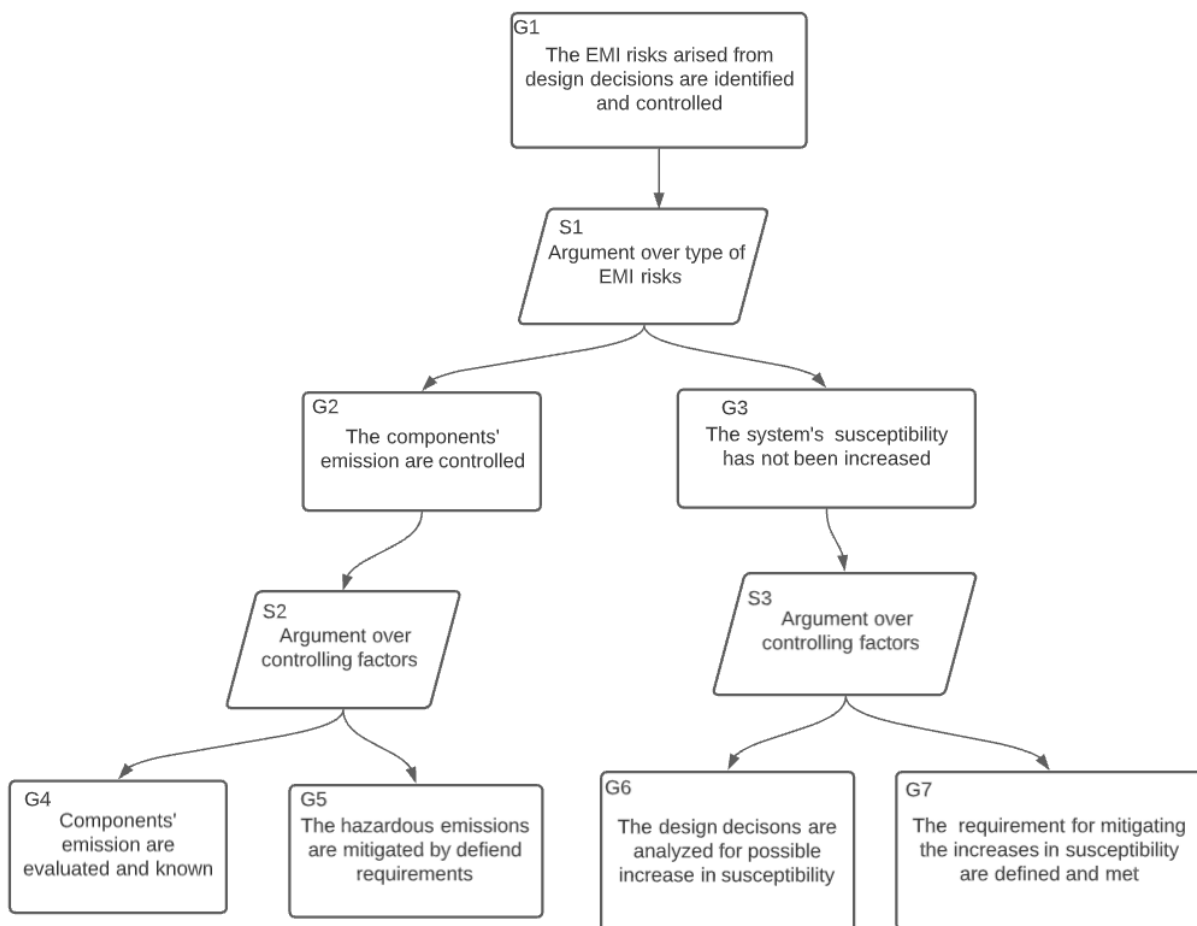 G1
The EMI risks arised from
design decisions are identified
and controlled
S1
Argument over type of
EMI risks
G2
The components'
emission are controlled
G3
The system's susceptibility
has not been increased
S2
Argument over
controlling factors
S3
Argument over
controlling factors
G4
Components'
emission are
evaluated and known
G5
The hazardous emissions
are mitigated by defiend
requirements
G6
The design decisons are
analyzed for possible
increase in susceptibility
G7
The requirement for mitigating
the increases in susceptibility
are defined and met